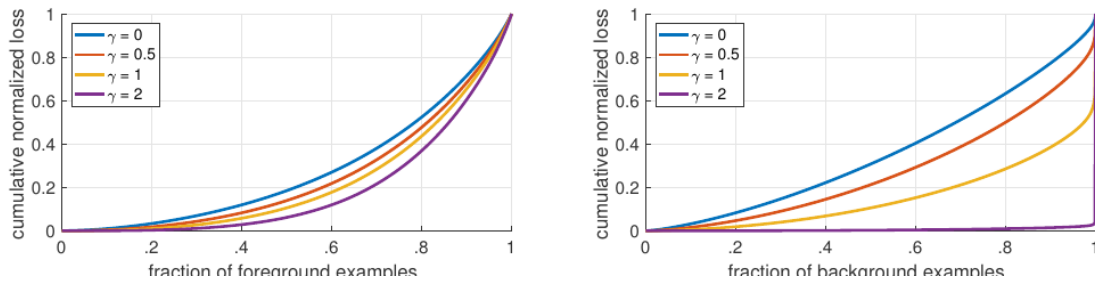 cumulative normalized loss
1
0.8
0.6
0.4
0.2
0
γ = 0
γ = 0.5
γ = 1
γ = 2
0 .2 .4 .6 .8 1
fraction of foreground examples
cumulative normalized loss
1
0.8
0.6
0.4
0.2
0
γ = 0
γ = 0.5
γ = 1
γ = 2
0 .2 .4 .6 .8 1
fraction of background examples